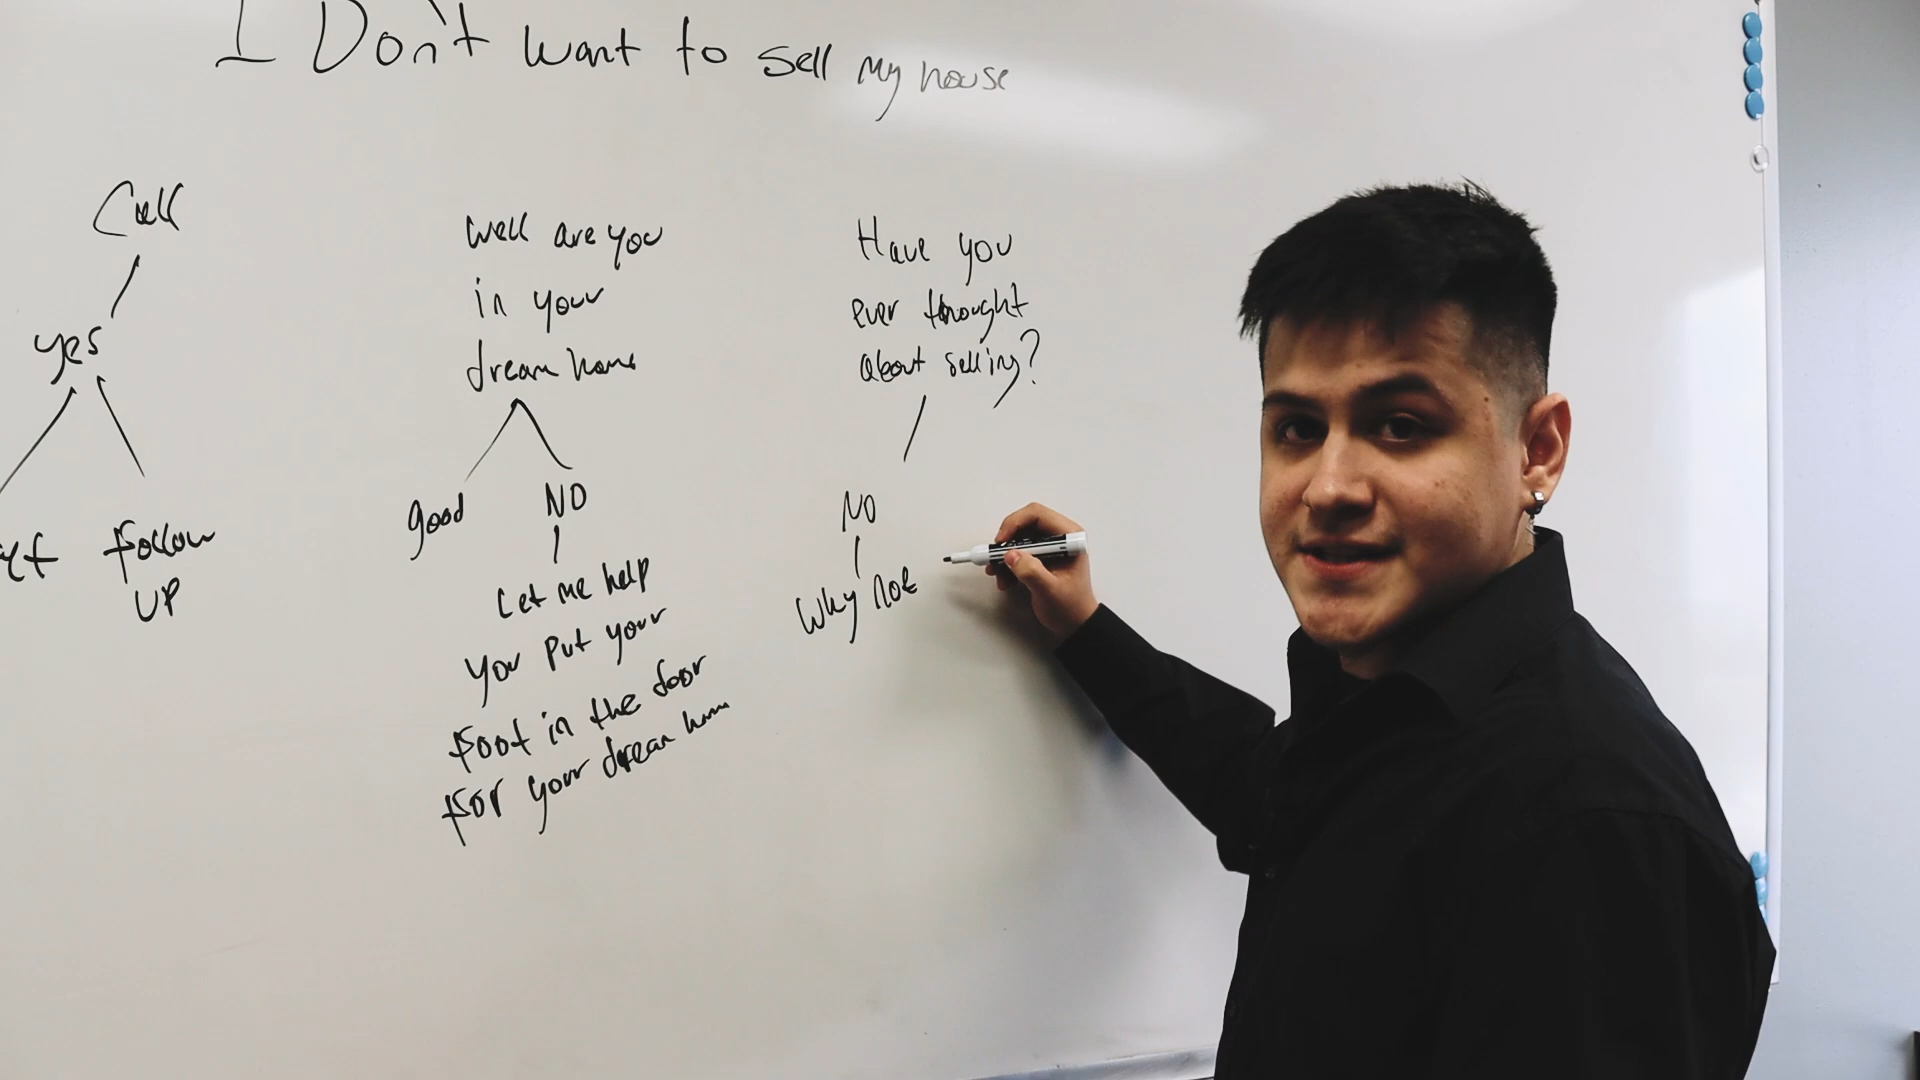 I Don't want to sell my house
Call
yes
follow
UP
well are you
in your
dream home
good
NO
Let me help
you Put your
foot in the door
for your dream home
Have you
ever thought
About selling?
NO
Why not